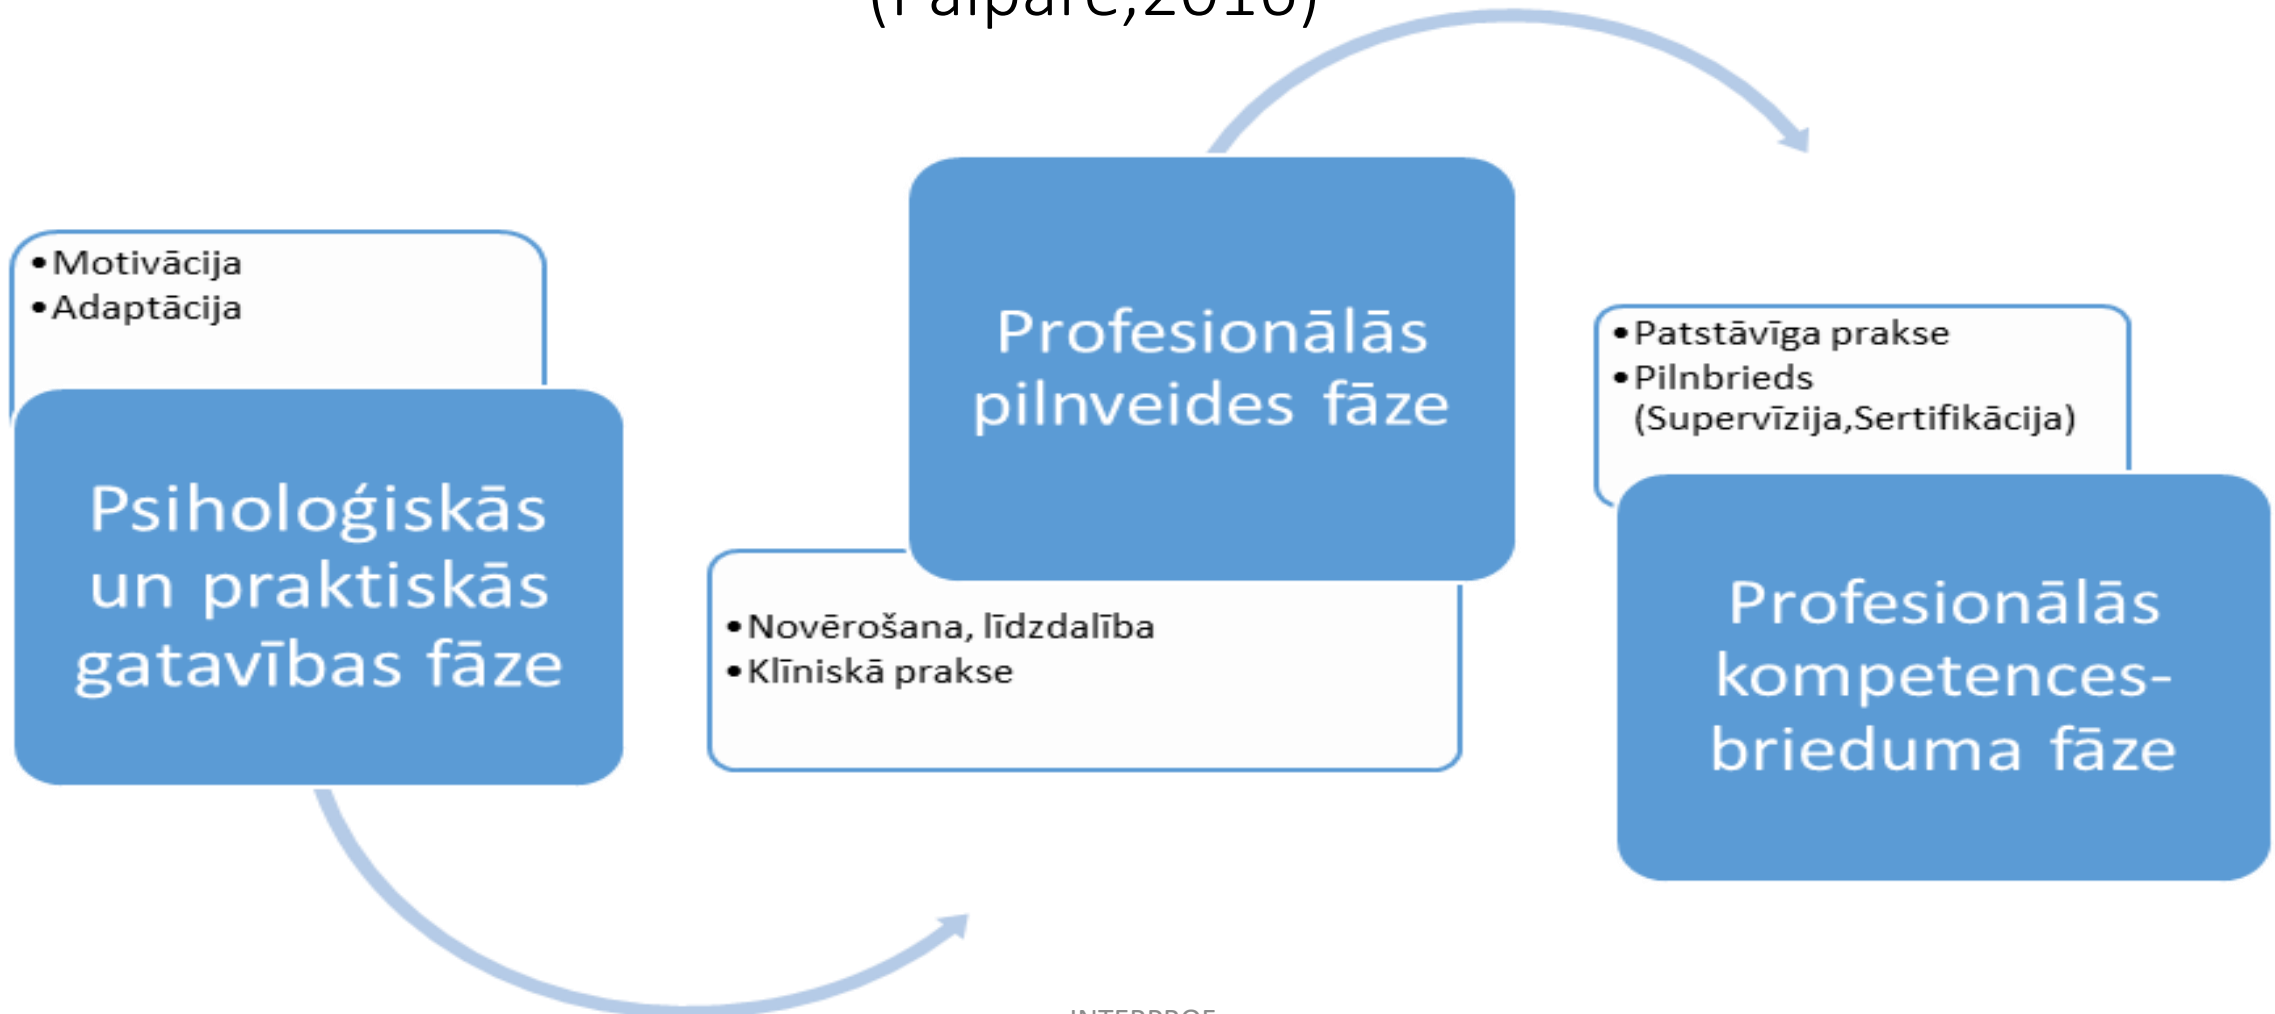 • Motivācija
• Adaptācija
Psiholoģiskās
un praktiskās
gatavības fāze
Profesionālās
pilnveides fāze
• Novērošana, līdzdalība
• Klīniskā prakse
• Patstāvīga prakse
• Pilnbrieds
(Supervīzija,Sertifikācija)
Profesionālās
kompetences-
brieduma fāze
INTERPROF